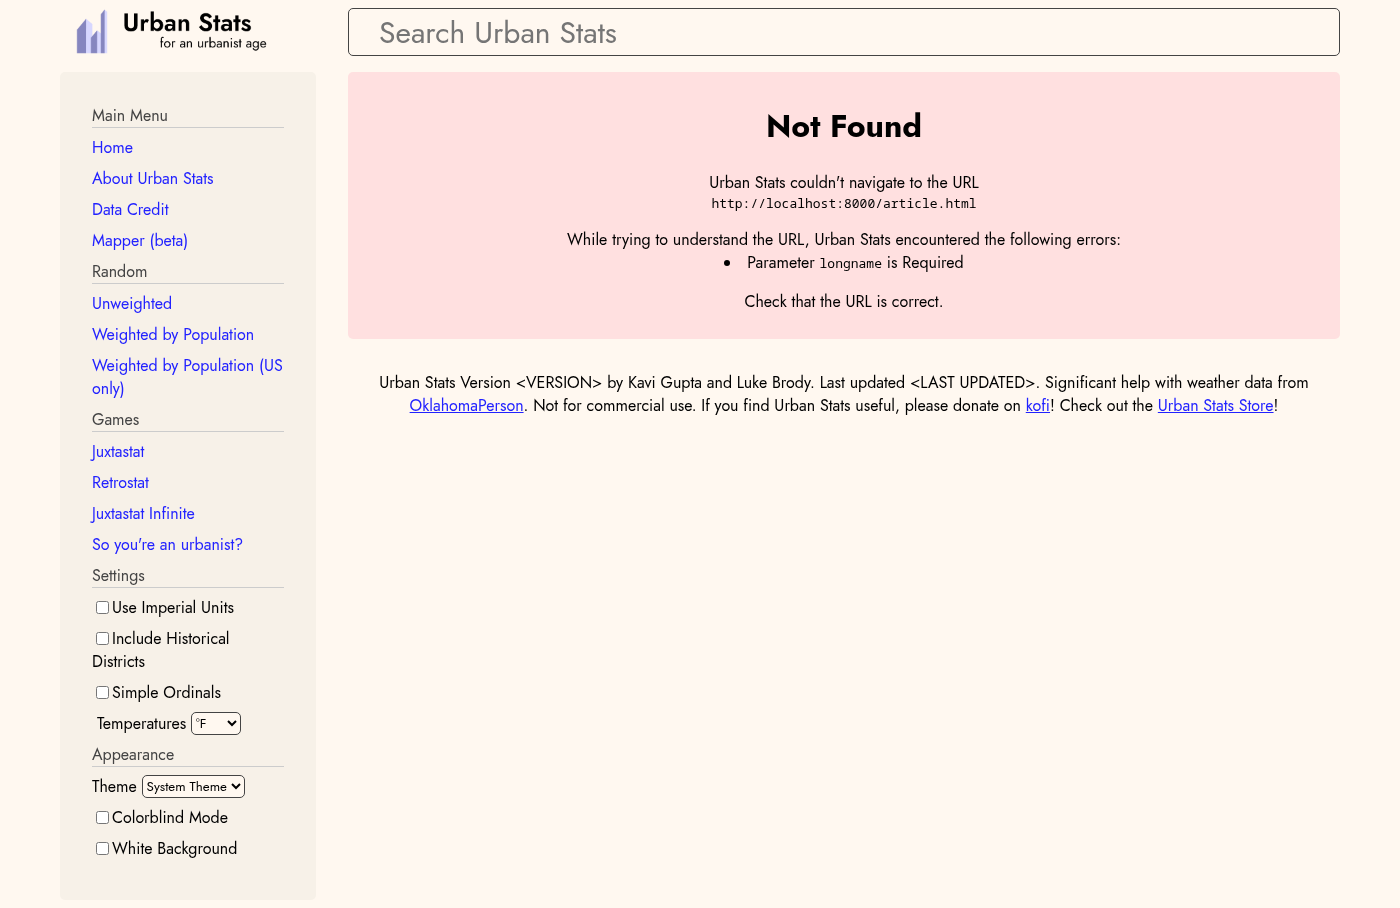 Urban Stats
for an urbanist age
Search Urban Stats
Main Menu
Home
About Urban Stats
Data Credit
Mapper (beta)
Random
Unweighted
Weighted by Population
Weighted by Population (US
only)
Games
Juxtastat
Retrostat
Juxtastat Infinite
So you're an urbanist?
Settings
Use Imperial Units
Include Historical
Districts
Simple Ordinals
Temperatures °F
Appearance
Theme System Theme
Colorblind Mode
White Background
Not Found
Urban Stats couldn't navigate to the URL
http://localhost:8000/article.html
While trying to understand the URL, Urban Stats encountered the following errors:
• Parameter longname is Required
Check that the URL is correct.
Urban Stats Version <VERSION> by Kavi Gupta and Luke Brody. Last updated <LAST UPDATED>. Significant help with weather data from
OklahomaPerson. Not for commercial use. If you find Urban Stats useful, please donate on kofi! Check out the Urban Stats Store!